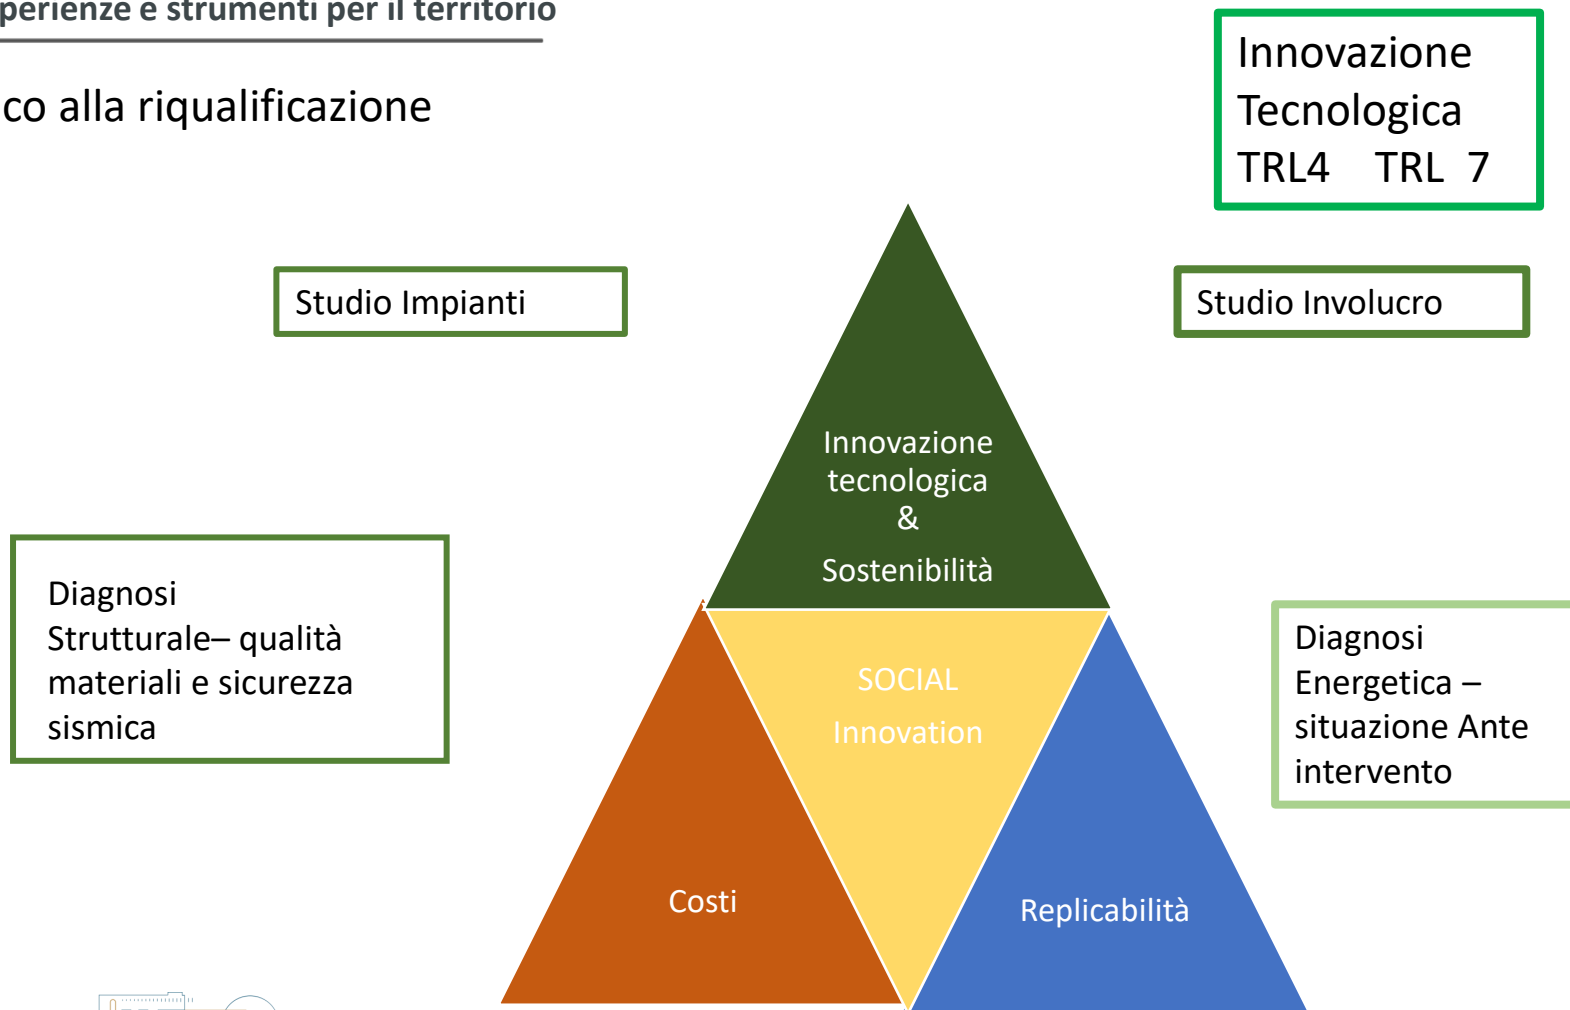 perienze e strumenti per il territorio
co alla riqualificazione
Innovazione
Tecnologica
TRL4 TRL 7
Studio Impianti
Studio Involucro
Innovazione
tecnologica
&
Sostenibilità
Diagnosi
Strutturale– qualità
materiali e sicurezza
sismica
SOCIAL
Innovation
Diagnosi
Energetica –
situazione Ante
intervento
Costi
Replicabilità